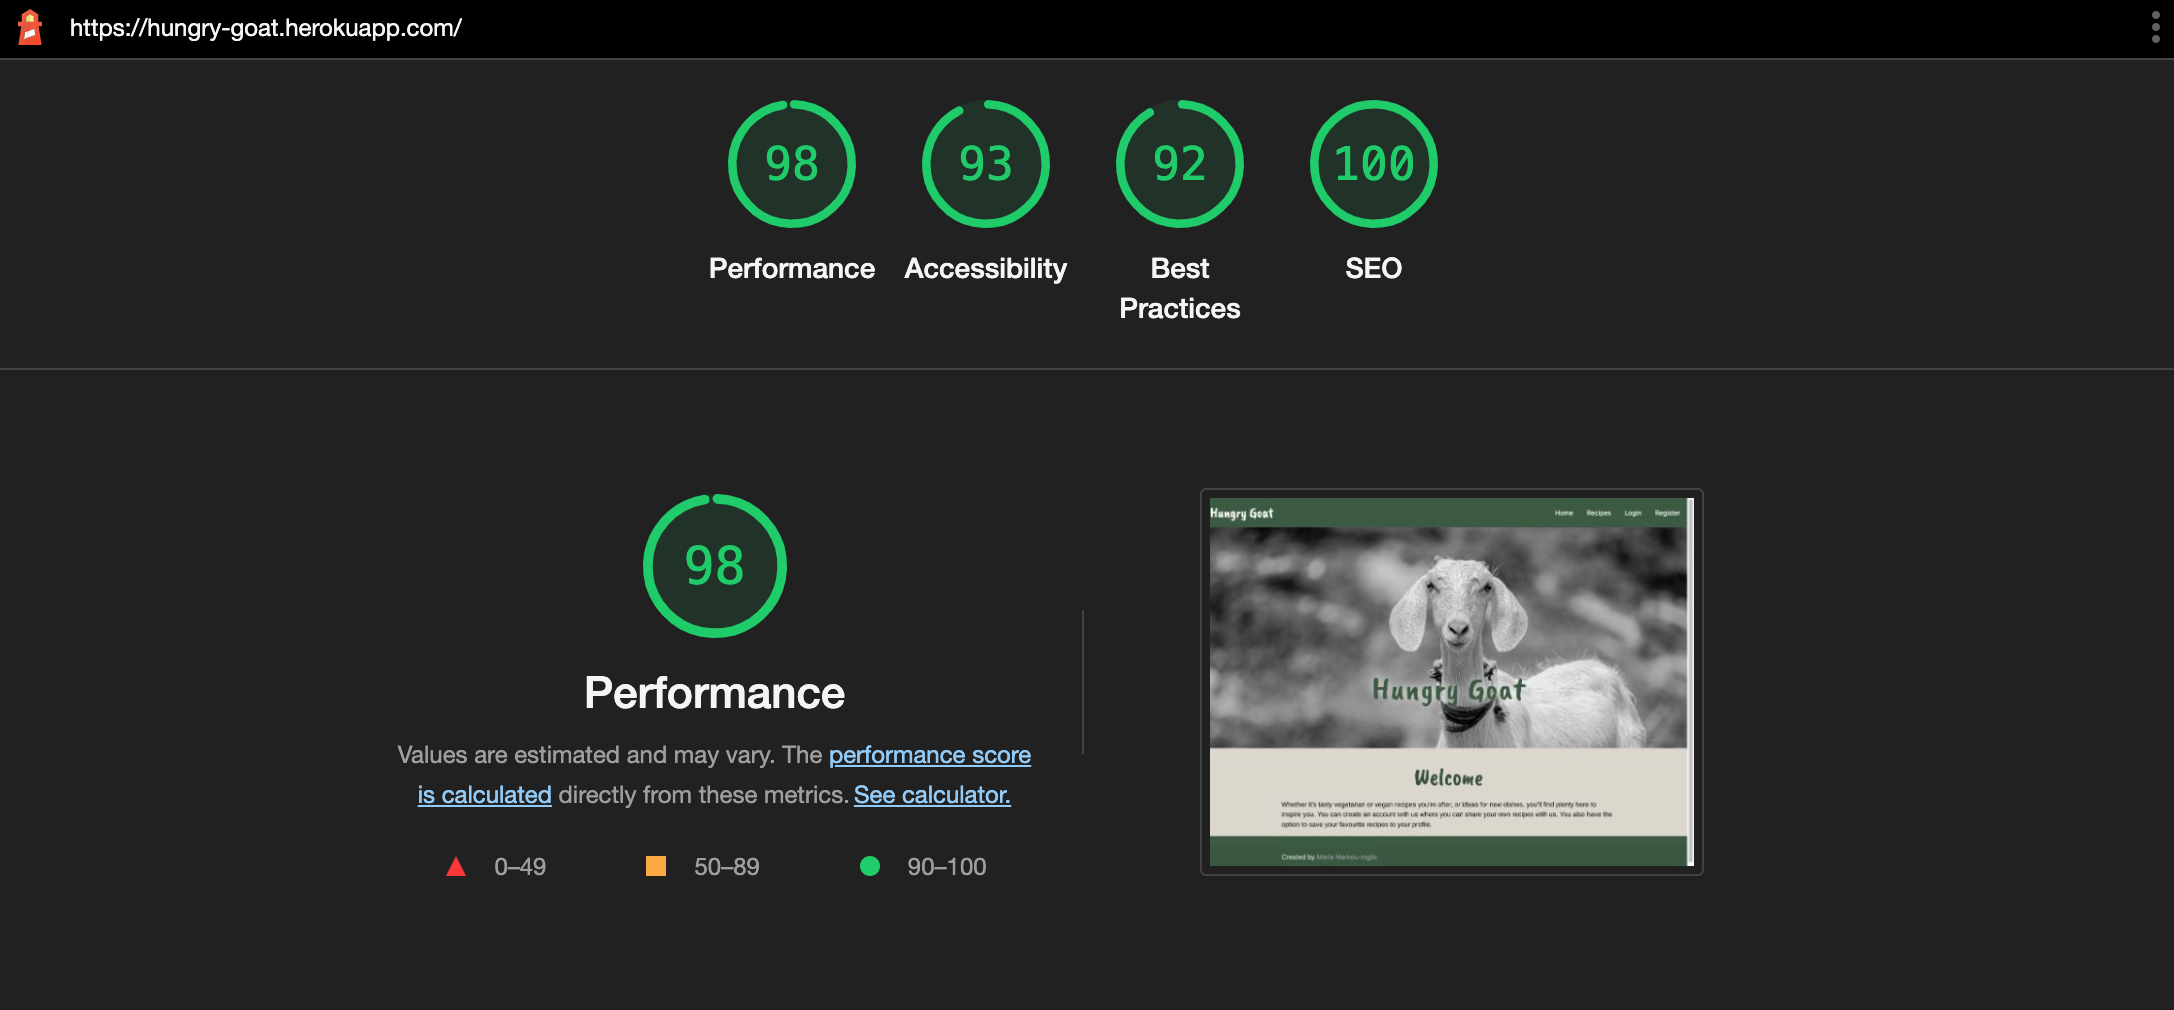 https://hungry-goat.herokuapp.com/
98
93
92
100
Performance
Accessibility
Best
Practices
SEO
98
Performance
Values are estimated and may vary. The performance score
is calculated directly from these metrics. See calculator.
0–49
50–89
90–100
Hungry Goat
Home
Recipes
Login
Register
Hungry Goat
Welcome
Whether it's tasty vegetarian or vegan recipes you're after, or ideas for new dishes, you'll find plenty here to
inspire you. You can create an account with us where you can share your own recipes with us. You also have the
option to save your favourite recipes to your profile.
Created by Maria Markou-Inglis